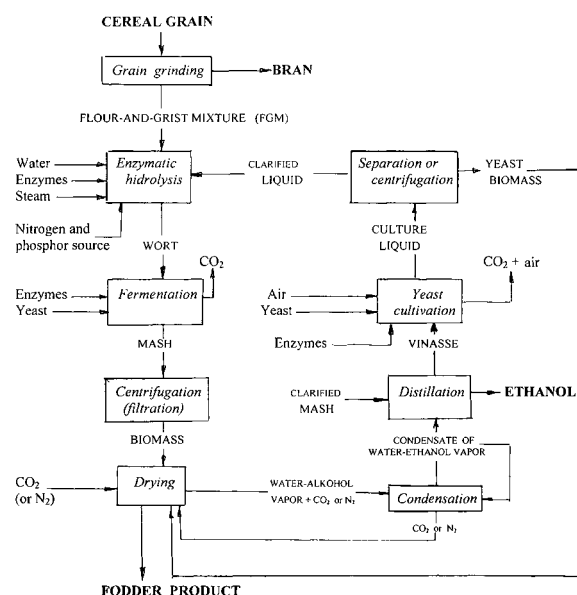 CEREAL GRAIN
Grain grinding
BRAN
FLOUR-AND-GRIST MIXTURE (FGM)
Water
Enzymes
Steam
Enzymatic
hidrolysis
CLARIFIED
LIQUID
Separation or
centrifugation
YEAST
BIOMASS
Nitrogen and
phosphor source
WORT
CO₂
CULTURE
LIQUID
CO₂ + air
Enzymes
Yeast
Fermentation
Air
Yeast
Yeast
cultivation
Enzymes
MASH
VINASSE
Centrifugation
(filtration)
CLARIFIED
MASH
Distillation
ETHANOL
BIOMASS
CONDENSATE OF
WATER-ETHANOL VAPOR
CO₂
(or N₂)
Drying
WATER-ALKOHOL
VAPOR + CO₂ or N₂
Condensation
CO₂ or N₂
FODDER PRODUCT